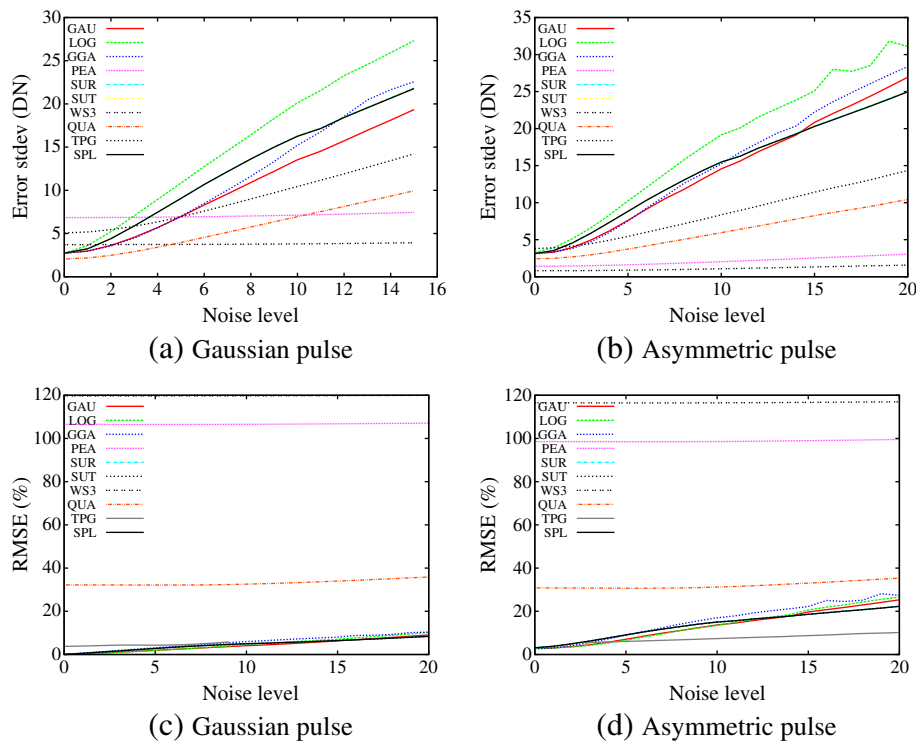 30
25
20
15
10
5
0
Error stdev (DN)
GAU
LOG
GGA
PEA
SUR
SUT
WS3
QUA
TPG
SPL
0 2 4 6 8 10 12 14 16
Noise level
(a) Gaussian pulse
40
35
30
25
20
15
10
5
0
Error stdev (DN)
GAU
LOG
GGA
PEA
SUR
SUT
WS3
QUA
TPG
SPL
0 5 10 15 20
Noise level
(b) Asymmetric pulse
120
100
80
60
40
20
0
RMSE (%)
GAU
LOG
GGA
PEA
SUR
SUT
WS3
QUA
TPG
SPL
0 5 10 15 20
Noise level
(c) Gaussian pulse
120
100
80
60
40
20
0
RMSE (%)
GAU
LOG
GGA
PEA
SUR
SUT
WS3
QUA
TPG
SPL
0 5 10 15 20
Noise level
(d) Asymmetric pulse